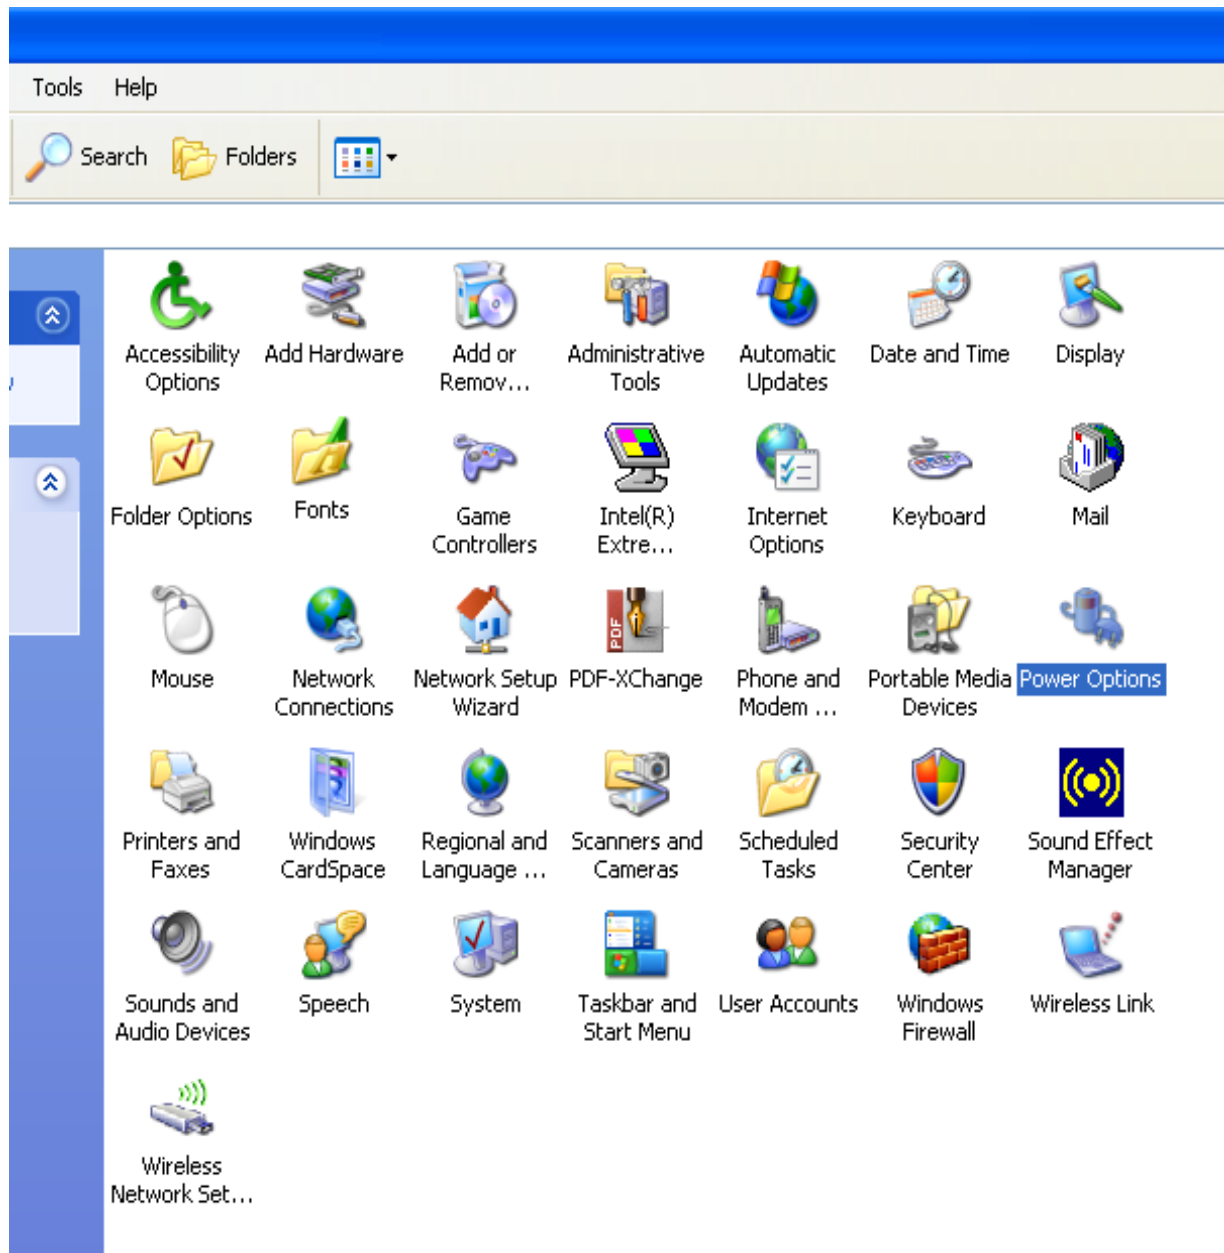 Tools Help
Search Folders
Accessibility Options
Add Hardware
Add or Remov...
Administrative Tools
Automatic Updates
Date and Time
Display
Folder Options
Fonts
Game Controllers
Intel(R) Extre...
Internet Options
Keyboard
Mail
Mouse
Network Connections
Network Setup Wizard
PDF
PDF-XChange
Phone and Modem ...
Portable Media Devices
Power Options
Printers and Faxes
Windows CardSpace
Regional and Language ...
Scanners and Cameras
Scheduled Tasks
Security Center
Sound Effect Manager
Sounds and Audio Devices
Speech
System
Taskbar and Start Menu
User Accounts
Windows Firewall
Wireless Link
Wireless Network Set...